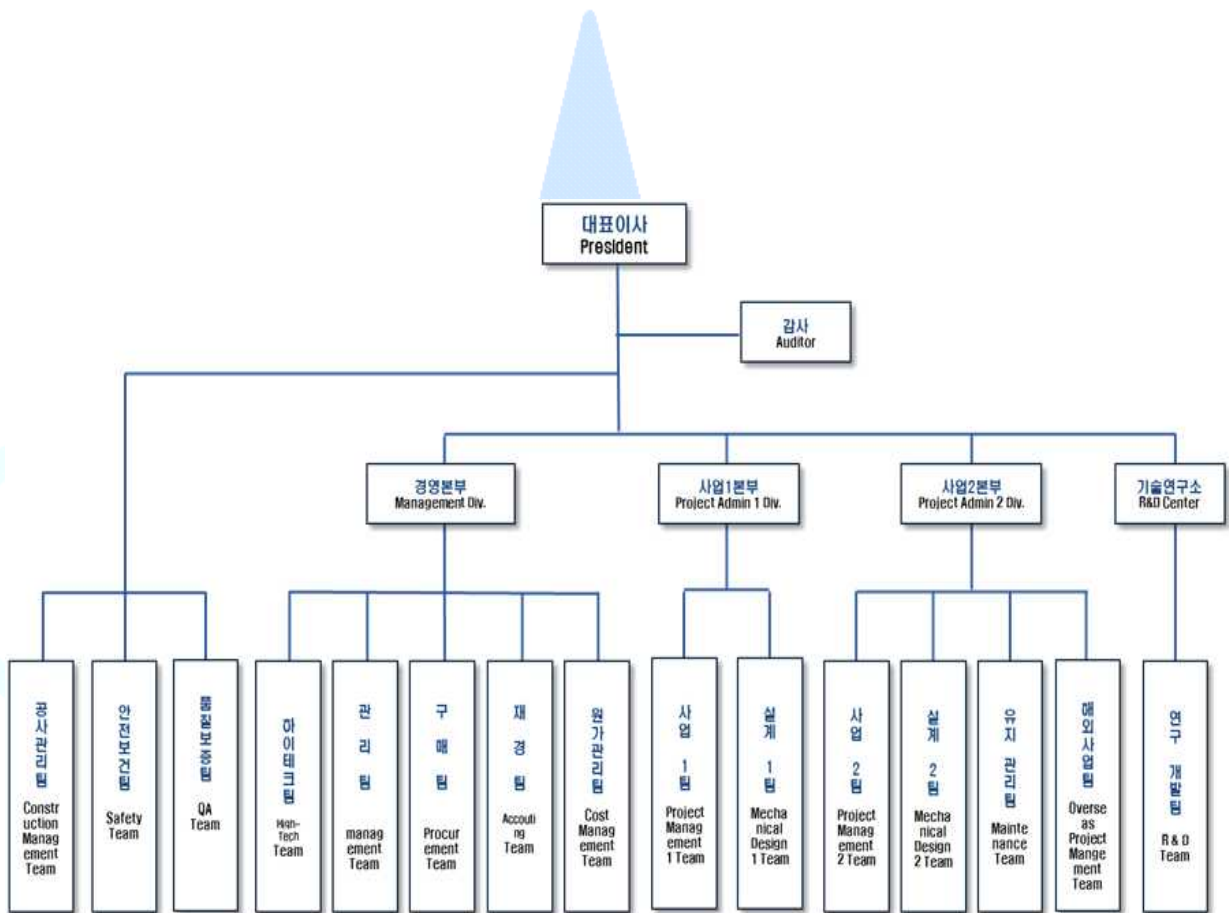 대표이사
President
감사
Auditor
경영본부
Management Div.
사업1본부
Project Admin 1 Div.
사업2본부
Project Admin 2 Div.
기술연구소
R&D Center
공사관리팀
Constr
uction
Manag
ement
Team
안전보건팀
Safety
Team
품질보증팀
QA
Team
하이테크팀
High-
Tech
Team
관리팀
manag
ement
Team
구매팀
Procur
ement
Team
재경팀
Accouti
ng
Team
원가관리팀
Cost
Manag
ement
Team
사업 1팀
Project
Manag
ement
1 Team
설계 1팀
Mecha
nical
Design
1 Team
사업 2팀
Project
Manag
ement
2 Team
설계 2팀
Mecha
nical
Design
2 Team
유지 관리팀
Mainte
nance
Team
해외사업팀
Overse
as
Project
Mangе
ment
Team
연구 개발팀
R & D
Team